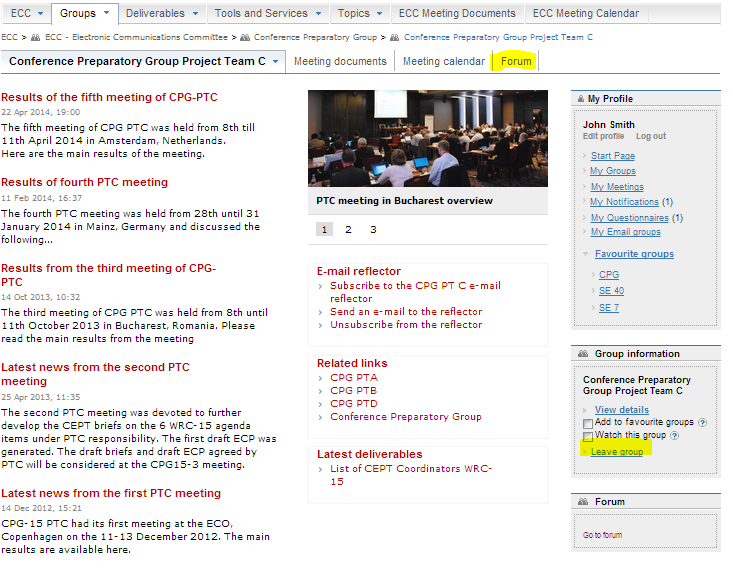 ECC Groups Deliverables Tools and Services Topics ECC Meeting Documents ECC Meeting Calendar
ECC > ECC - Electronic Communications Committee > Conference Preparatory Group > Conference Preparatory Group Project Team C
Conference Preparatory Group Project Team C Meeting documents Meeting calendar Forum
Results of the fifth meeting of CPG-PTC
22 Apr 2014, 19:00
The fifth meeting of CPG PTC was held from 8th till
11th April 2014 in Amsterdam, Netherlands.
Here are the main results of the meeting.
Results of fourth PTC meeting
11 Feb 2014, 16:37
The fourth PTC meeting was held from 28th until 31
January 2014 in Mainz, Germany and discussed the
following...
Results from the third meeting of CPG-
PTC
14 Oct 2013, 10:32
The third meeting of CPG PTC was held from 8th until
11th October 2013 in Bucharest, Romania. Please
read the main results from the meeting
Latest news from the second PTC
meeting
25 Apr 2013, 11:35
The second PTC meeting was devoted to further
develop the CEPT briefs on the 6 WRC-15 agenda
items under PTC responsibility. The first draft ECP was
generated. The draft briefs and draft ECP agreed by
PTC will be considered at the CPG15-3 meeting.
Latest news from the first PTC meeting
14 Dec 2012, 15:21
CPG-15 PTC had its first meeting at the ECO,
Copenhagen on the 11-13 December 2012. The main
results are available here.
PTC meeting in Bucharest overview
1 2 3
E-mail reflector
Subscribe to the CPG PT C e-mail
reflector
Send an e-mail to the reflector
Unsubscribe from the reflector
Related links
CPG PTA
CPG PTB
CPG PTD
Conference Preparatory Group
Latest deliverables
List of CEPT Coordinators WRC-
15
My Profile
John Smith
Edit profile Log out
Start Page
My Groups
My Meetings
My Notifications (1)
My Questionnaires (1)
My Email groups
Favourite groups
CPG
SE 40
SE 7
Group information
Conference Preparatory
Group Project Team C
View details
Add to favourite groups ?
Watch this group ?
Leave group
Forum
Go to forum